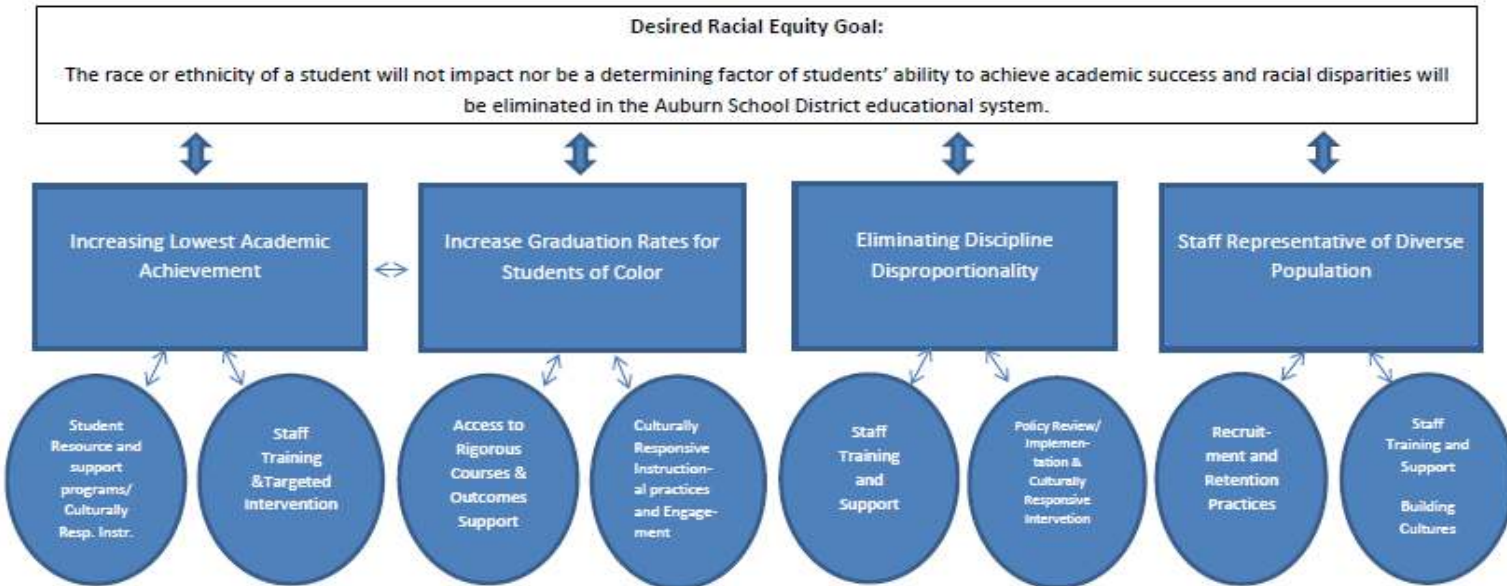 Desired Racial Equity Goal:
The race or ethnicity of a student will not impact nor be a determining factor of students' ability to achieve academic success and racial disparities will
be eliminated in the Auburn School District educational system.
Increasing Lowest Academic
Achievement
Increase Graduation Rates for
Students of Color
Eliminating Discipline
Disproportionality
Staff Representative of Diverse
Population
Student
Resource and
support
programs/
Culturally
Resp. Instr.
Staff
Training
&Targeted
Intervention
Access to
Rigorous
Courses &
Outcomes
Support
Culturally
Responsive
Instruction-
al practices
and Engage-
ment
Staff
Training
and
Support
Policy Review/
Implemen-
tation &
Culturally
Responsive
Intervetion
Recruit-
ment and
Retention
Practices
Staff
Training and
Support
Building
Cultures